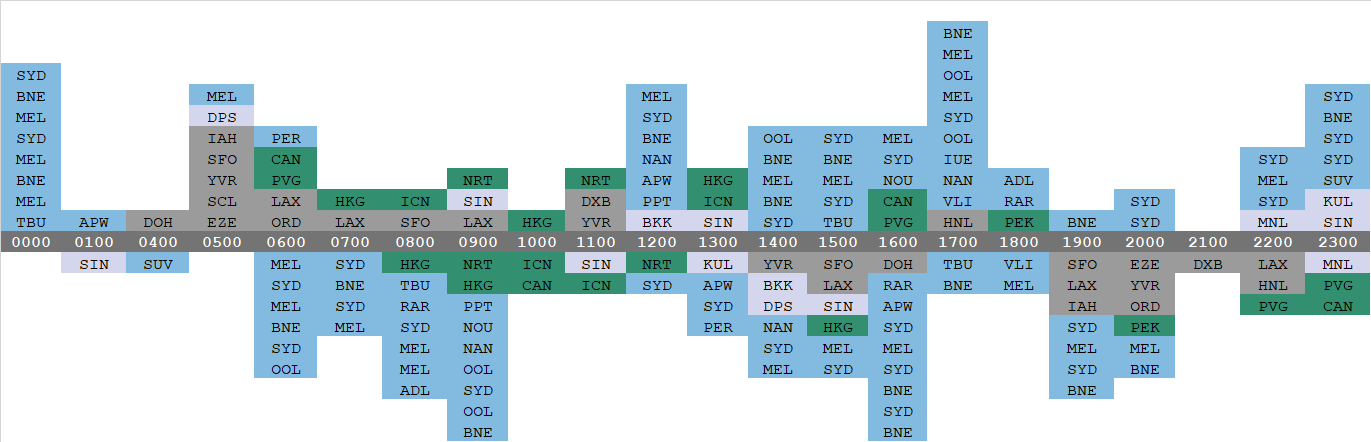 BNE
MEL
SYD OOL
BNE MEL MEL MEL SYD
MEL DPS SYD SYD BNE
SYD IAH PER BNE OOL SYD MEL OOL SYD
MEL SFO CAN NAN BNE BNE SYD IUE SYD SYD
BNE YVR PVG NRT NRT APW HKG MEL MEL NOU NAN ADL MEL SUV
MEL SCL LAX HKG ICN SIN DXB PPT ICN BNE SYD CAN VLI RAR SYD SYD KUL
TBU APW DOH EZE ORD LAX SFO LAX HKG YVR BKK SIN SYD TBU PVG HNL PEK BNE SYD MNL SIN
0000 0100 0400 0500 0600 0700 0800 0900 1000 1100 1200 1300 1400 1500 1600 1700 1800 1900 2000 2100 2200 2300
SIN SUV MEL SYD HKG NRT ICN SIN NRT KUL YVR SFO DOH TBU VLI SFO EZE DXB LAX MNL
SYD BNE TBU HKG CAN ICN SYD APW BKK LAX RAR BNE MEL LAX YVR HNL PVG
MEL SYD RAR PPT SYD DPS SIN APW IAH ORD PVG CAN
BNE MEL SYD NOU PER NAN HKG SYD SYD PEK
SYD MEL NAN SYD MEL MEL MEL MEL
OOL MEL OOL MEL SYD SYD SYD BNE
ADL SYD BNE BNE
OOL SYD
BNE BNE